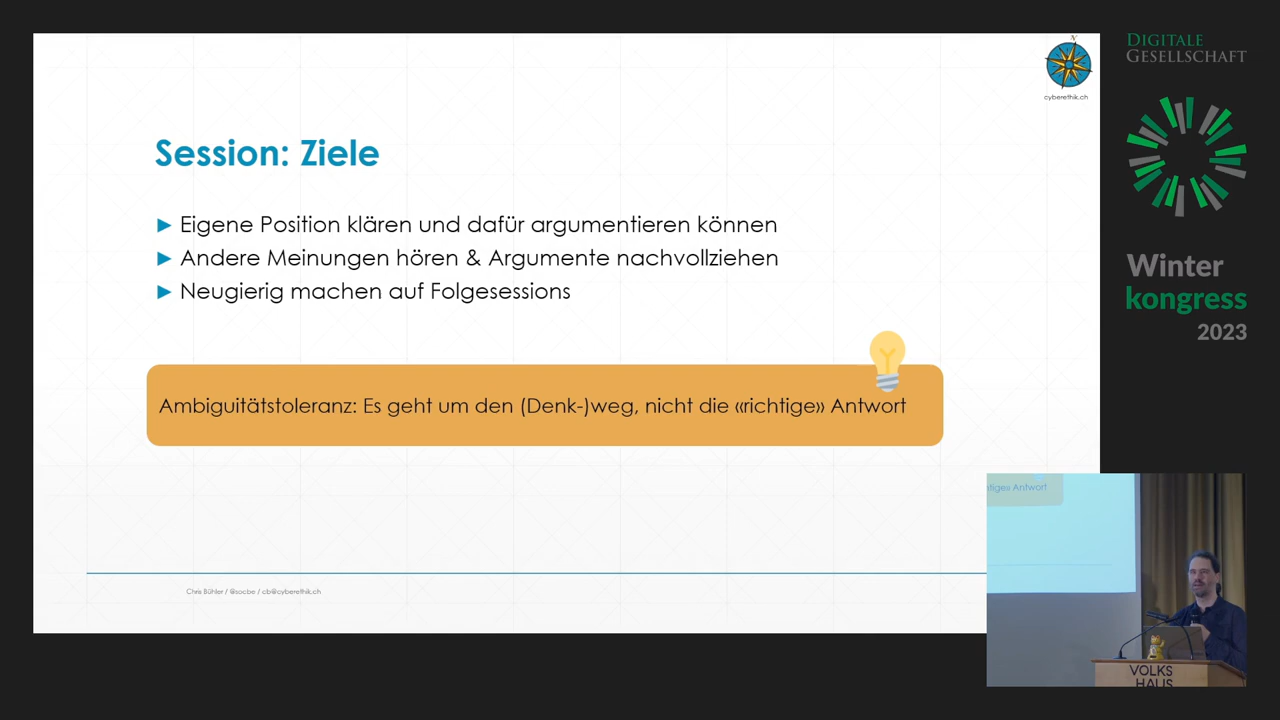 N
cyberethik.ch
Session: Ziele
► Eigene Position klären und dafür argumentieren können
► Andere Meinungen hören & Argumente nachvollziehen
► Neugierig machen auf Folgesessions
Ambiguitätstoleranz: Es geht um den (Denk-)weg, nicht die «richtige» Antwort
Chris Bühler / @socbe / cb@cyberethik.ch
DIGITALE
GESELLSCHAFT
Winter
kongress
2023
htige» Antwort
VOLKS
HAUS